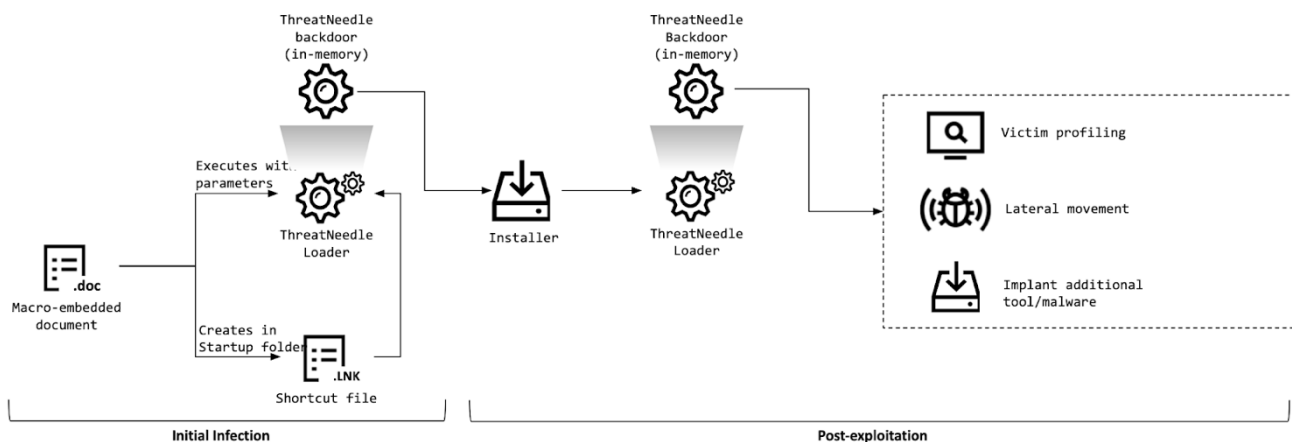 ThreatNeedle
backdoor
(in-memory)
ThreatNeedle
Backdoor
(in-memory)
Victim profiling
Executes with
parameters
Lateral movement
Installer
ThreatNeedle
Loader
ThreatNeedle
Loader
.doc
Macro-embedded
document
Implant additional
tool/malware
Creates in
Startup folder
.LNK
Shortcut file
Initial Infection
Post-exploitation